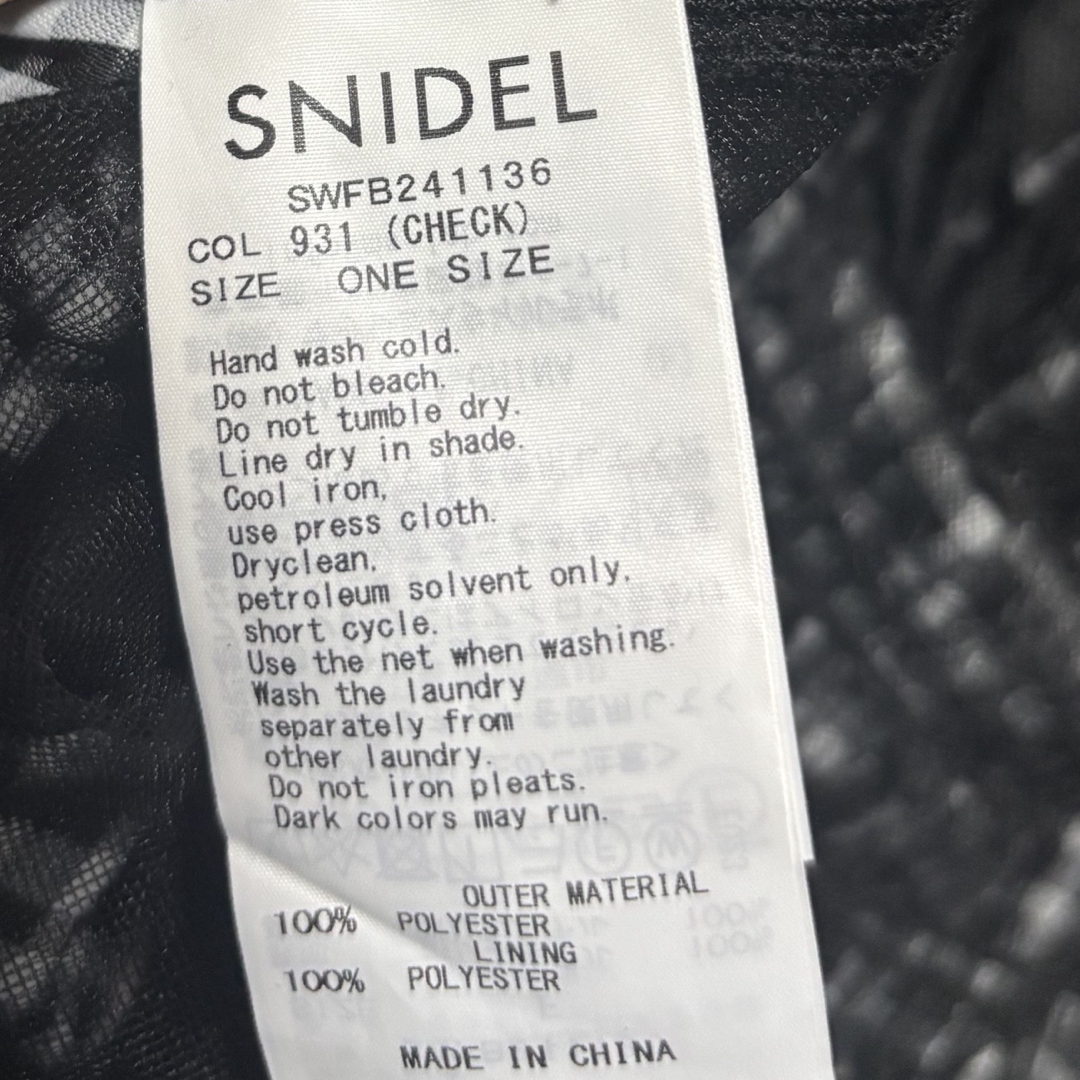 SNIDEL
SWFB241136
COL 931 (CHECK)
SIZE ONE SIZE
Hand wash cold.
Do not bleach.
Do not tumble dry.
Line dry in shade.
Cool iron,
use press cloth.
Dryclean,
petroleum solvent only,
short cycle.
Use the net when washing.
Wash the laundry
separately from
other laundry.
Do not iron pleats.
Dark colors may run.
OUTER MATERIAL
100% POLYESTER
LINING
100% POLYESTER
MADE IN CHINA